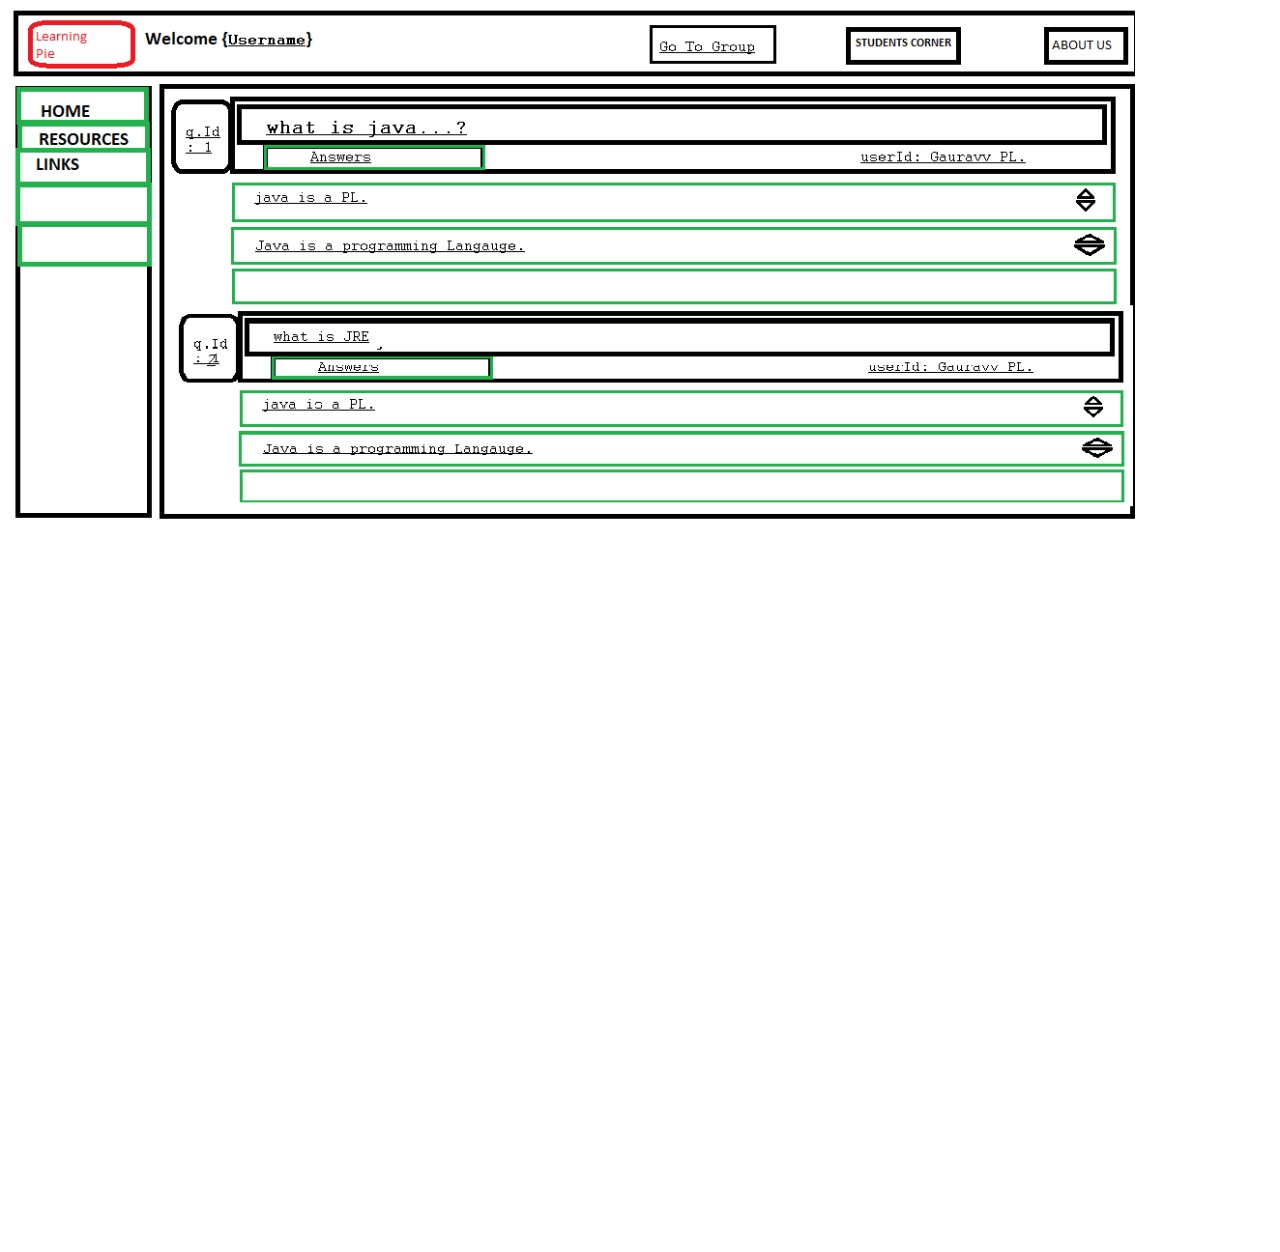 Learning
Pie
Welcome {Username}
Go To Group
STUDENTS CORNER
ABOUT US
HOME
RESOURCES
LINKS
q.Id
: 1
what is java...?
Answers
userId: Gauravv PL.
java is a PL.
Java is a programming Langauge.
q.Id
:
what is JRE
Answers
userId: Gauravv PL.
java is a PL.
Java is a programming Langauge.